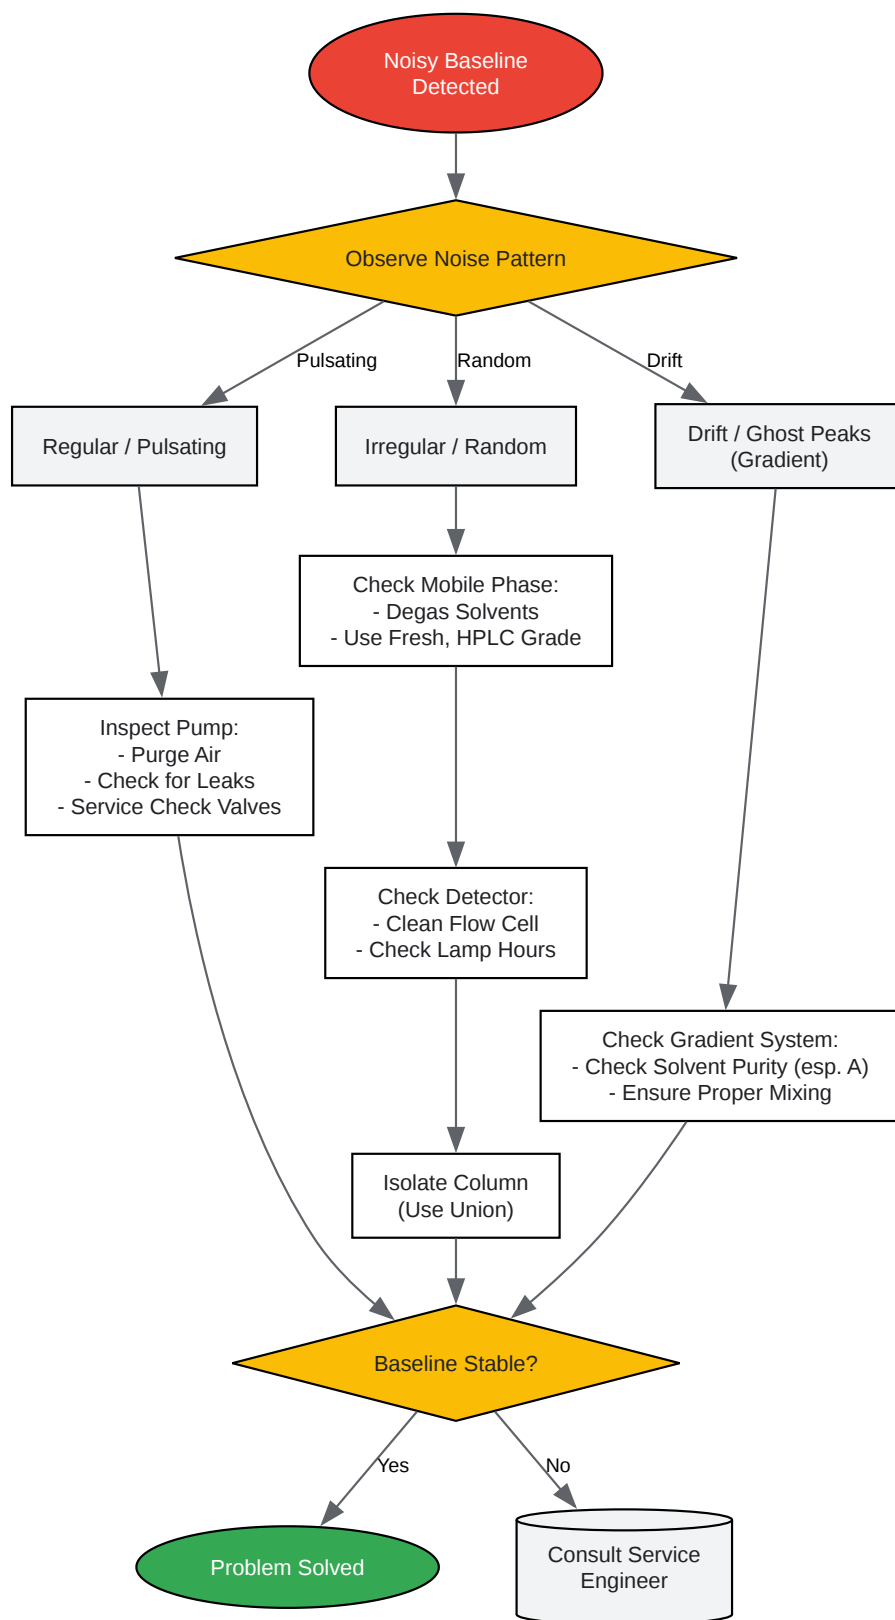 Noisy Baseline
Detected
Observe Noise Pattern
Pulsating
Random
Drift
Regular / Pulsating
Irregular / Random
Drift / Ghost Peaks
(Gradient)
Check Mobile Phase:
- Degas Solvents
- Use Fresh, HPLC Grade
Inspect Pump:
- Purge Air
- Check for Leaks
- Service Check Valves
Check Detector:
- Clean Flow Cell
- Check Lamp Hours
Check Gradient System:
- Check Solvent Purity (esp. A)
- Ensure Proper Mixing
Isolate Column
(Use Union)
Baseline Stable?
Yes
No
Problem Solved
Consult Service
Engineer